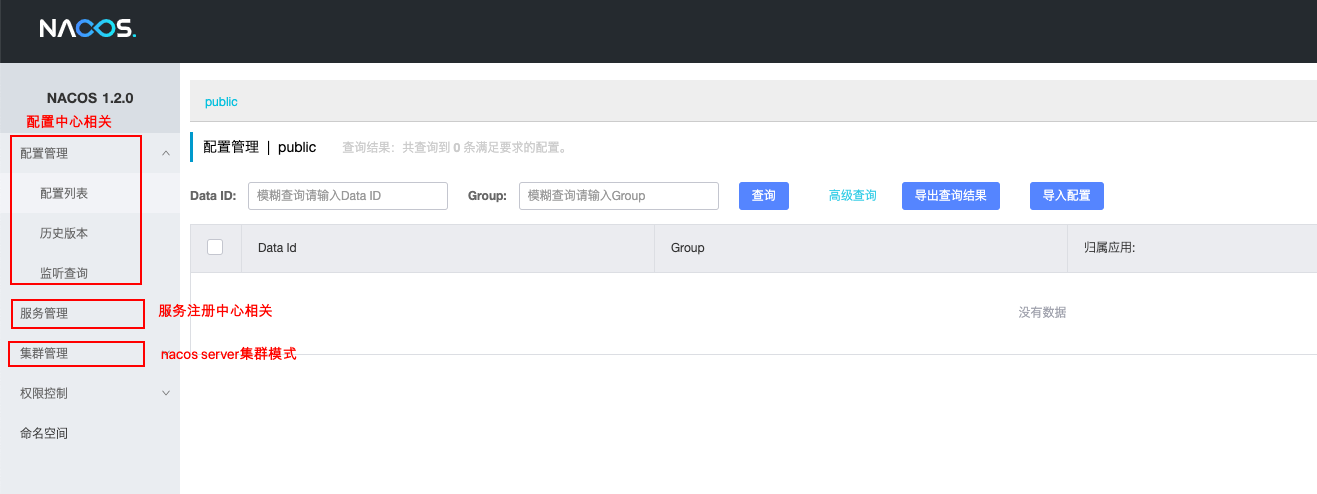 NACOS.
NACOS 1.2.0
配置中心相关
配置管理
配置列表
历史版本
监听查询
服务管理
服务注册中心相关
集群管理
nacos server集群模式
权限控制
命名空间
public
配置管理 | public 查询结果：共查询到 0 条满足要求的配置。
Data ID: 模糊查询请输入Data ID Group: 模糊查询请输入Group 查询 高级查询 导出查询结果 导入配置
Data Id Group 归属应用:
没有数据